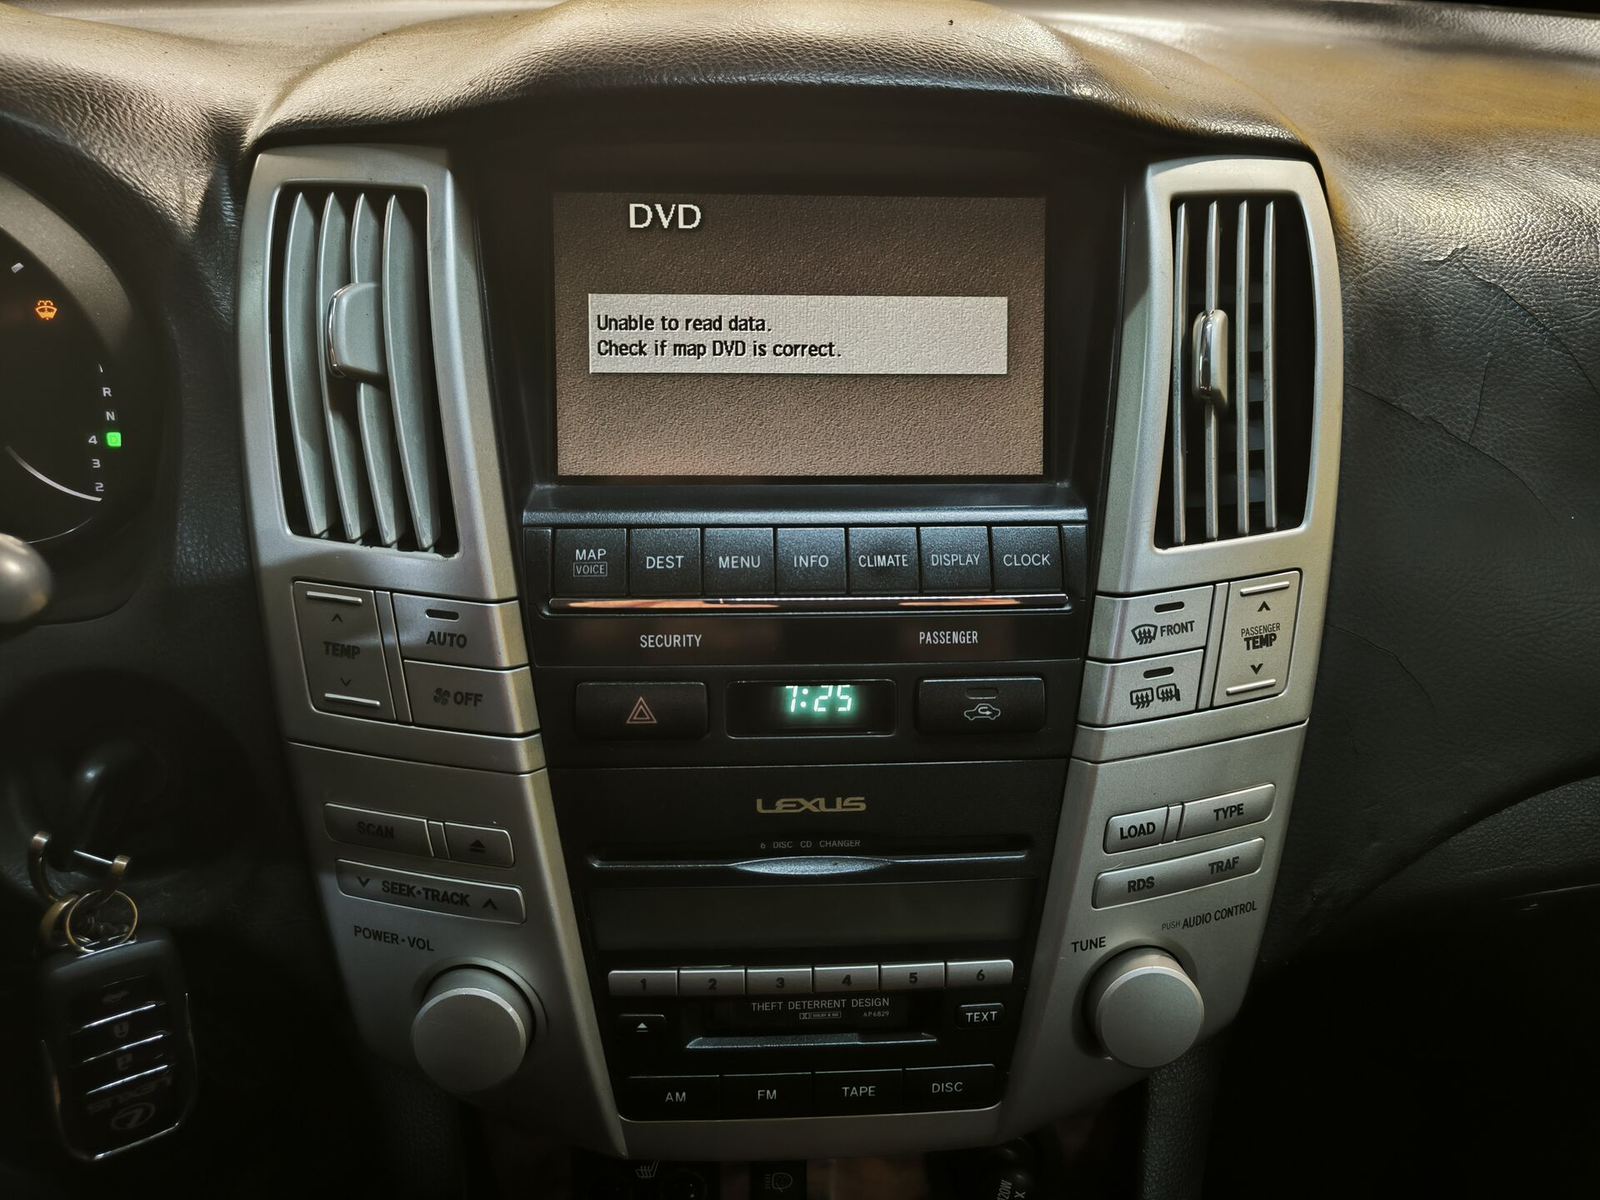 DVD
Unable to read data.
Check if map DVD is correct.
R
N
4 D
3
2
MAP DEST MENU INFO CLIMATE DISPLAY CLOCK
VOICE
SECURITY PASSENGER
TEMP
AUTO
OFF
7:25
FRONT
PASSENGER
TEMP
LEXUS
6 DISC CD CHANGER
SCAN
SEEK•TRACK
POWER•VOL
LOAD TYPE
RDS TRAF
PUSH AUDIO CONTROL
TUNE
1 2 3 4 5 6
THEFT DETERRENT DESIGN
AP6829
TEXT
AM FM TAPE DISC
LEXUS